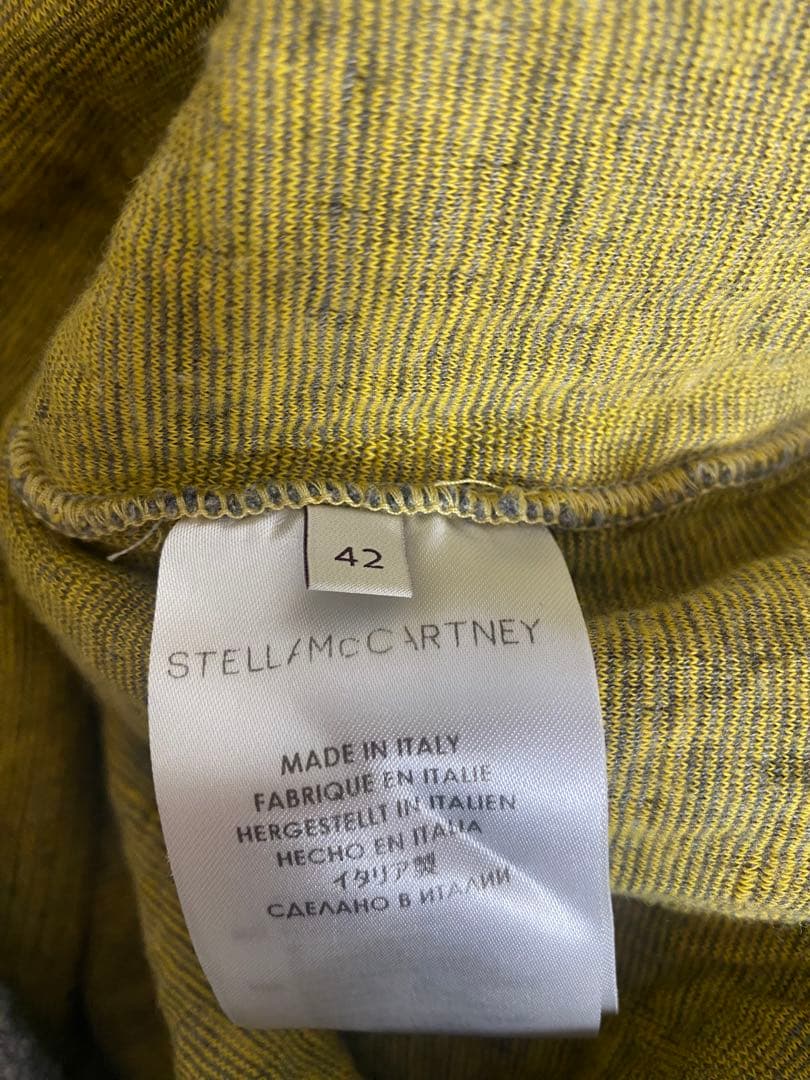 42
STELLA McCARTNEY
MADE IN ITALY
FABRIQUE EN ITALIE
HERGESTELLT IN ITALIEN
HECHO EN ITALIA
イタリア製
СДЕЛАНО В ИТАЛИИ